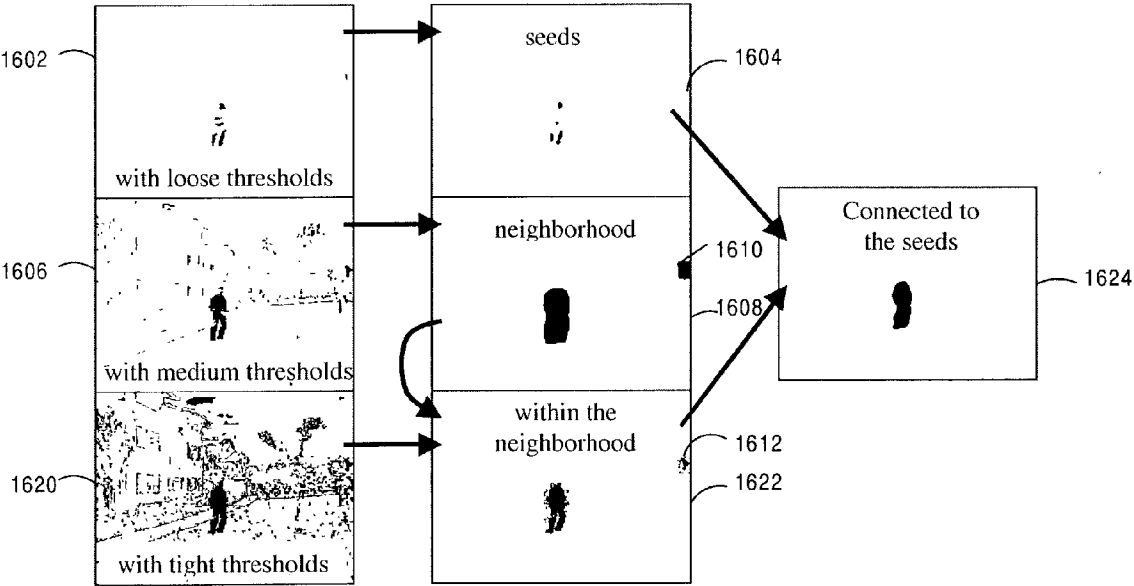 seeds
1602
1604
with loose thresholds
Connected to
the seeds
neighborhood
1610
1606
1624
1608
with medium thresholds
within the
neighborhood
1612
1620
1622
with tight thresholds